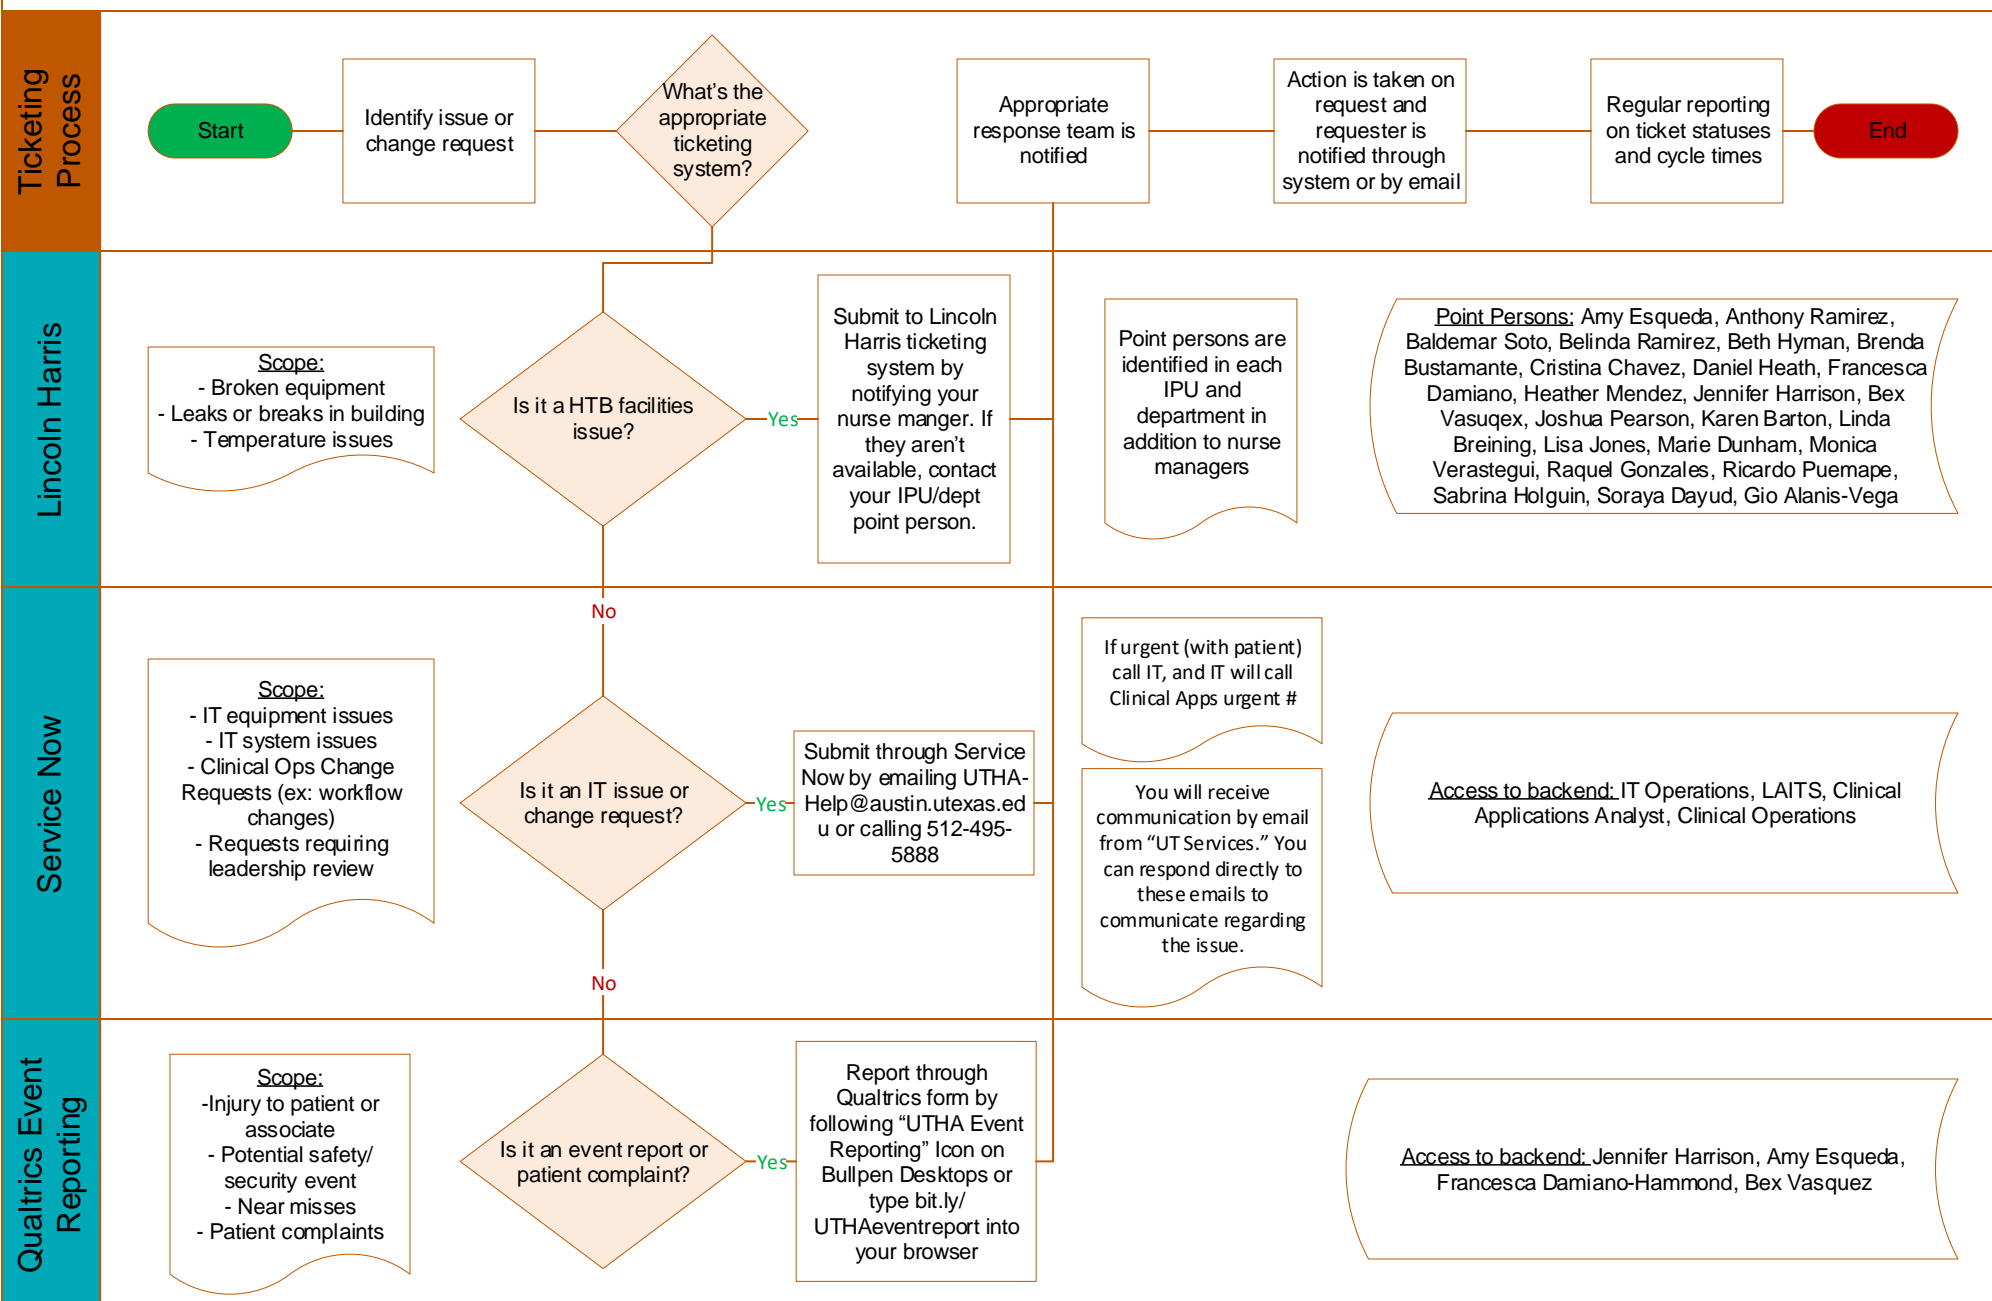 Ticketing
Process
Start
Identify issue or
change request
What's the
appropriate
ticketing
system?
Appropriate
response team is
notified
Action is taken on
request and
requester is
notified through
system or by email
Regular reporting
on ticket statuses
and cycle times
End
Lincoln Harris
Scope:
- Broken equipment
- Leaks or breaks in building
- Temperature issues
Is it a HTB facilities
issue?
Yes
Submit to Lincoln
Harris ticketing
system by
notifying your
nurse manger. If
they aren't
available, contact
your IPU/dept
point person.
Point persons are
identified in each
IPU and
department in
addition to nurse
managers
Point Persons: Amy Esqueda, Anthony Ramirez,
Baldemar Soto, Belinda Ramirez, Beth Hyman, Brenda
Bustamante, Cristina Chavez, Daniel Heath, Francesca
Damiano, Heather Mendez, Jennifer Harrison, Bex
Vasuqex, Joshua Pearson, Karen Barton, Linda
Breining, Lisa Jones, Marie Dunham, Monica
Verastegui, Raquel Gonzales, Ricardo Puemape,
Sabrina Holguin, Soraya Dayud, Gio Alanis-Vega
No
Service Now
Scope:
- IT equipment issues
- IT system issues
- Clinical Ops Change
Requests (ex: workflow
changes)
- Requests requiring
leadership review
Is it an IT issue or
change request?
Yes
Submit through Service
Now by emailing UTHA-
Help@austin.utexas.ed
u or calling 512-495-
5888
If urgent (with patient)
call IT, and IT will call
Clinical Apps urgent #
You will receive
communication by email
from “UT Services.” You
can respond directly to
these emails to
communicate regarding
the issue.
Access to backend: IT Operations, LAITS, Clinical
Applications Analyst, Clinical Operations
No
Qualtrics Event
Reporting
Scope:
-Injury to patient or
associate
- Potential safety/
security event
- Near misses
- Patient complaints
Is it an event report or
patient complaint?
Yes
Report through
Qualtrics form by
following “UTHA Event
Reporting” Icon on
Bullpen Desktops or
type bit.ly/
UTHAeventreport into
your browser
Access to backend: Jennifer Harrison, Amy Esqueda,
Francesca Damiano-Hammond, Bex Vasquez